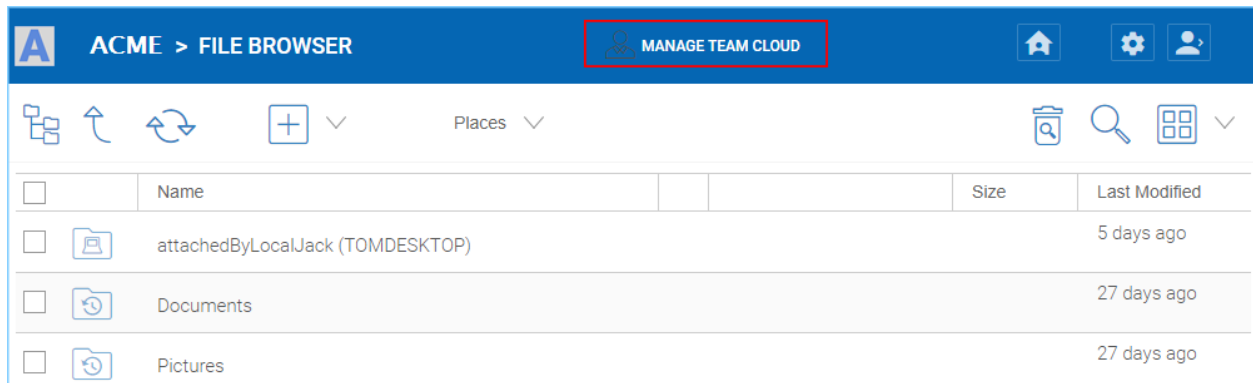 A ACME > FILE BROWSER MANAGE TEAM CLOUD
Places
Name Size Last Modified
attachedByLocalJack (TOMDESKTOP) 5 days ago
Documents 27 days ago
Pictures 27 days ago